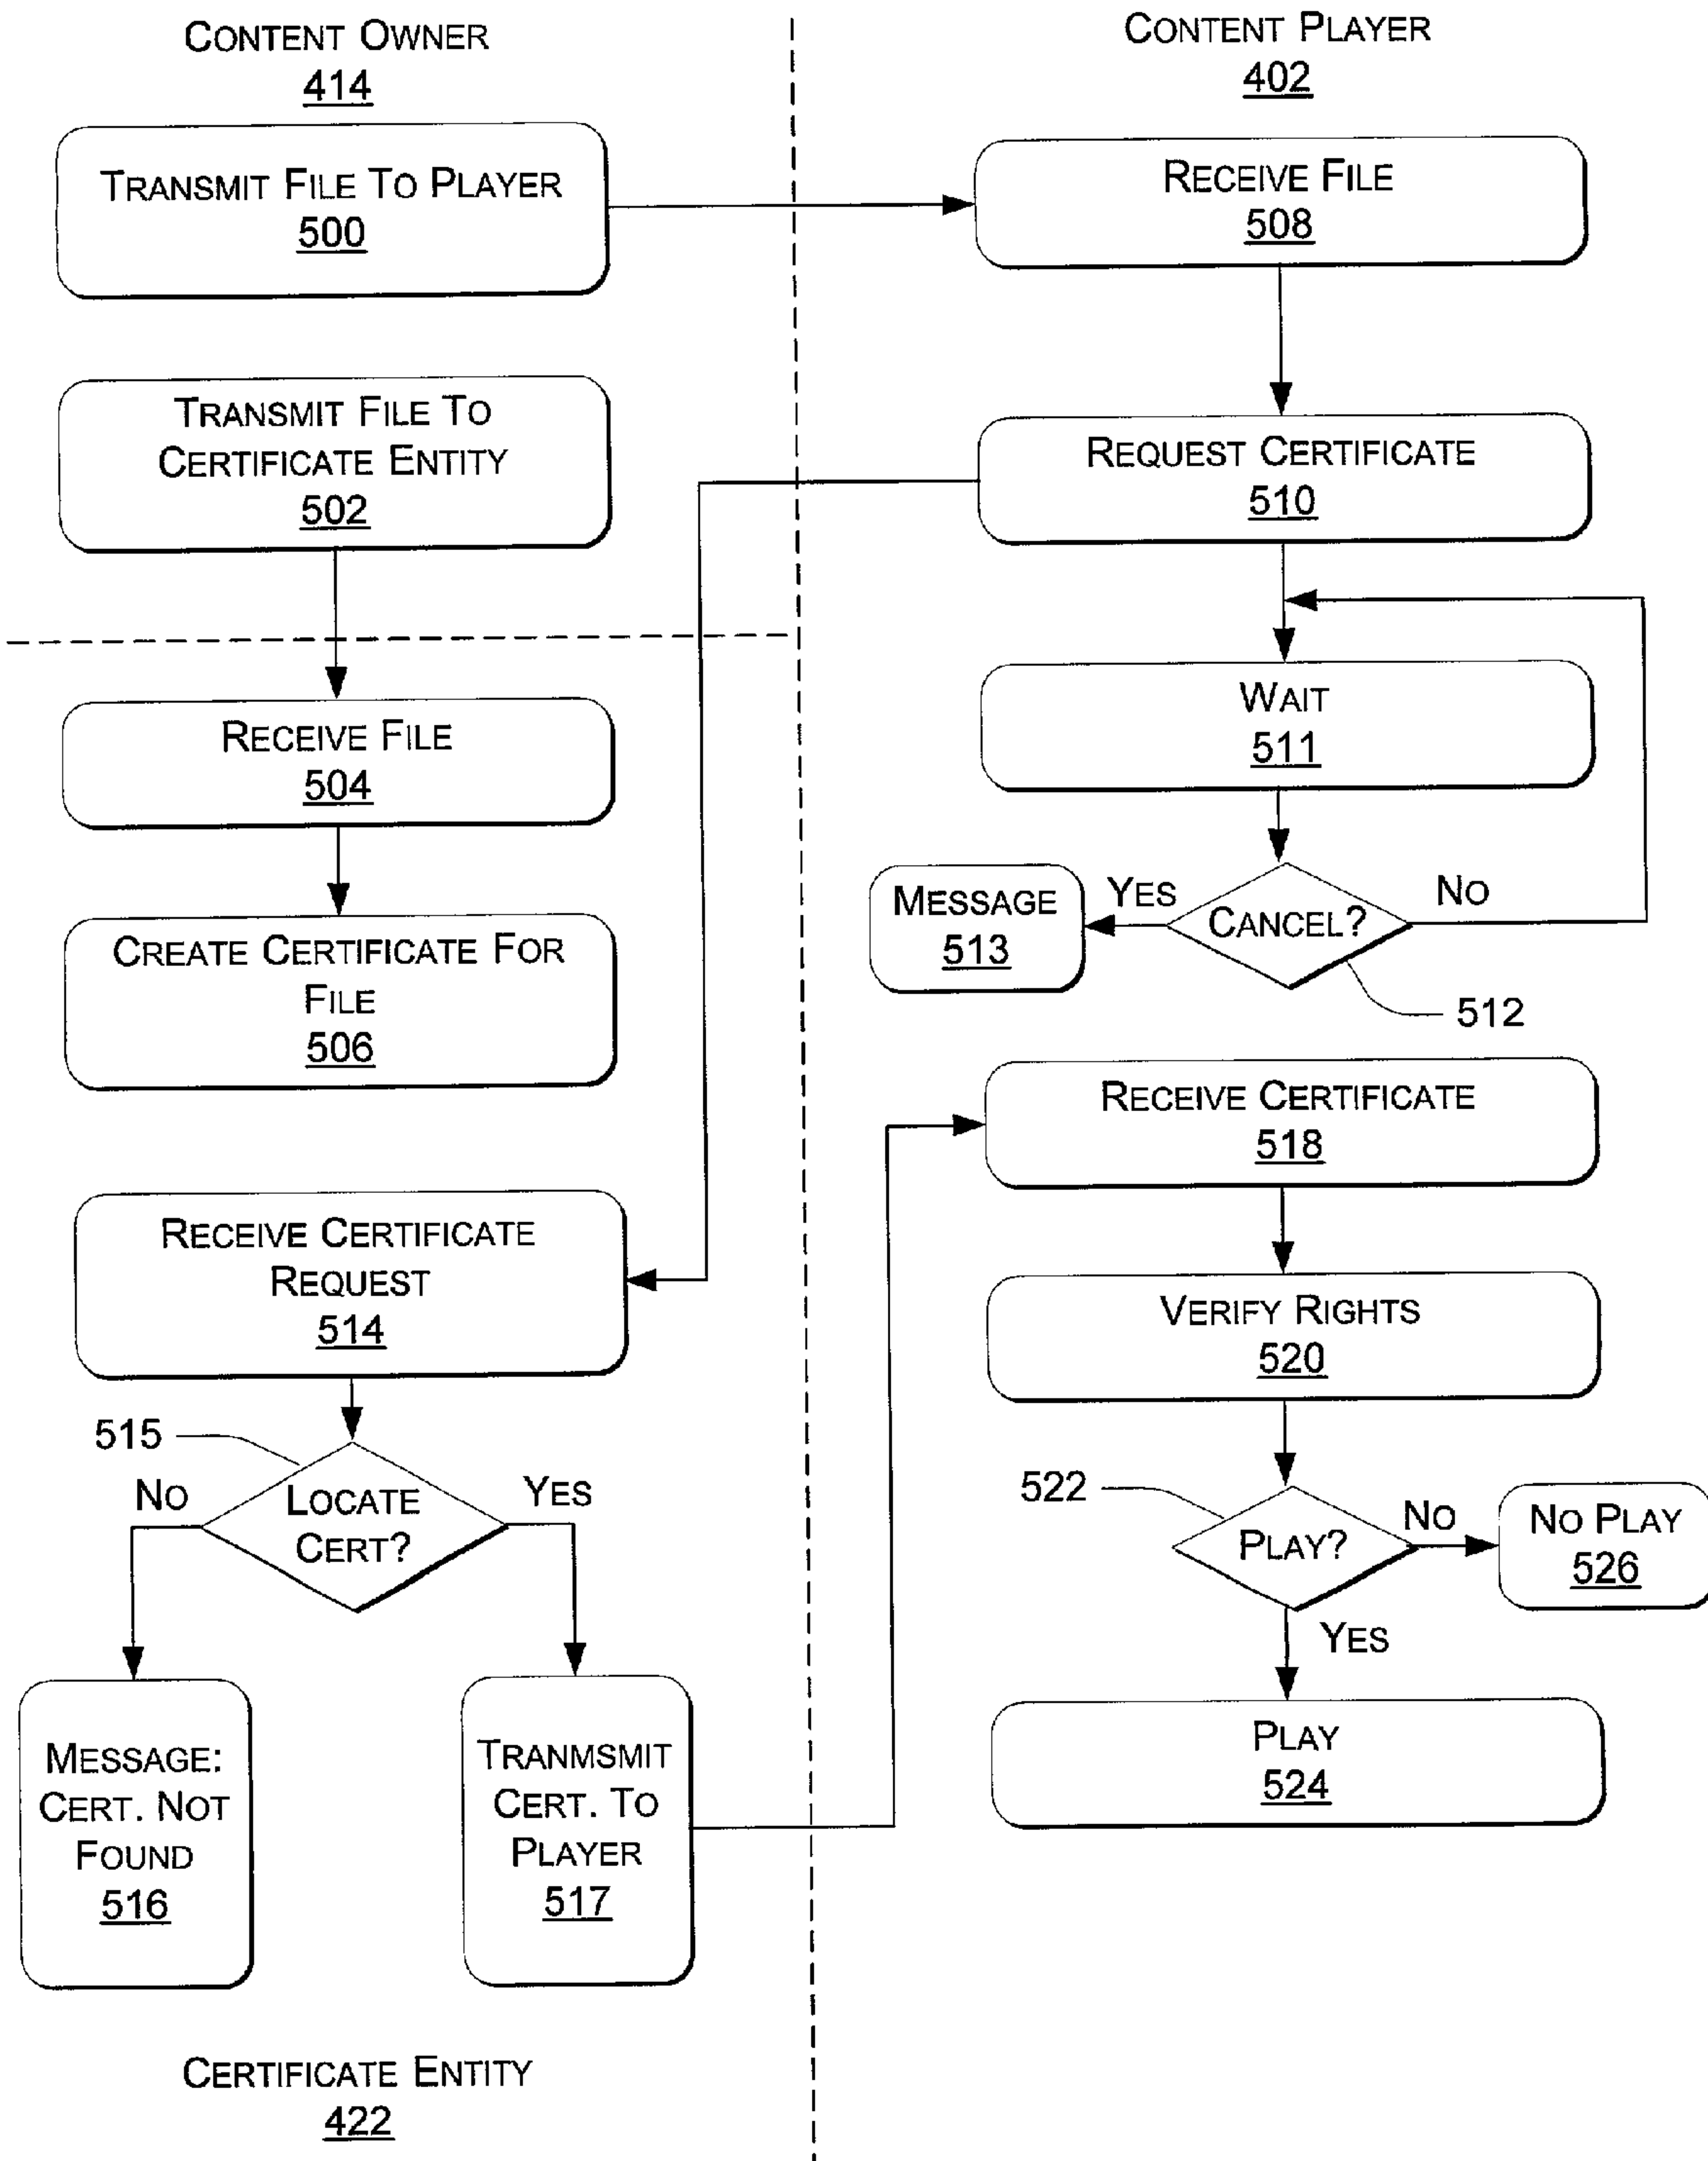 CONTENT OWNER
414
TRANSMIT FILE TO PLAYER
500
TRANSMIT FILE TO
CERTIFICATE ENTITY
502
RECEIVE FILE
504
CREATE CERTIFICATE FOR
FILE
506
RECEIVE CERTIFICATE
REQUEST
514
515
NO
LOCATE
CERT?
YES
MESSAGE:
CERT. NOT
FOUND
516
TRANMSMIT
CERT. TO
PLAYER
517
CERTIFICATE ENTITY
422
CONTENT PLAYER
402
RECEIVE FILE
508
REQUEST CERTIFICATE
510
WAIT
511
MESSAGE
513
YES
CANCEL?
NO
512
RECEIVE CERTIFICATE
518
VERIFY RIGHTS
520
522
PLAY?
NO
NO PLAY
526
YES
PLAY
524